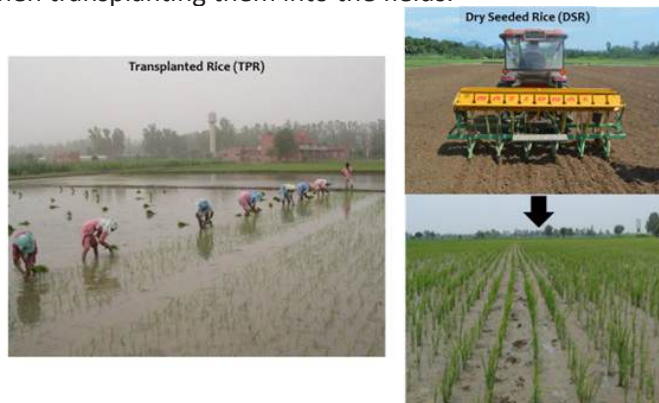 transplanting them into the fields.
Dry Seeded Rice (DSR)
Transplanted Rice (TPR)